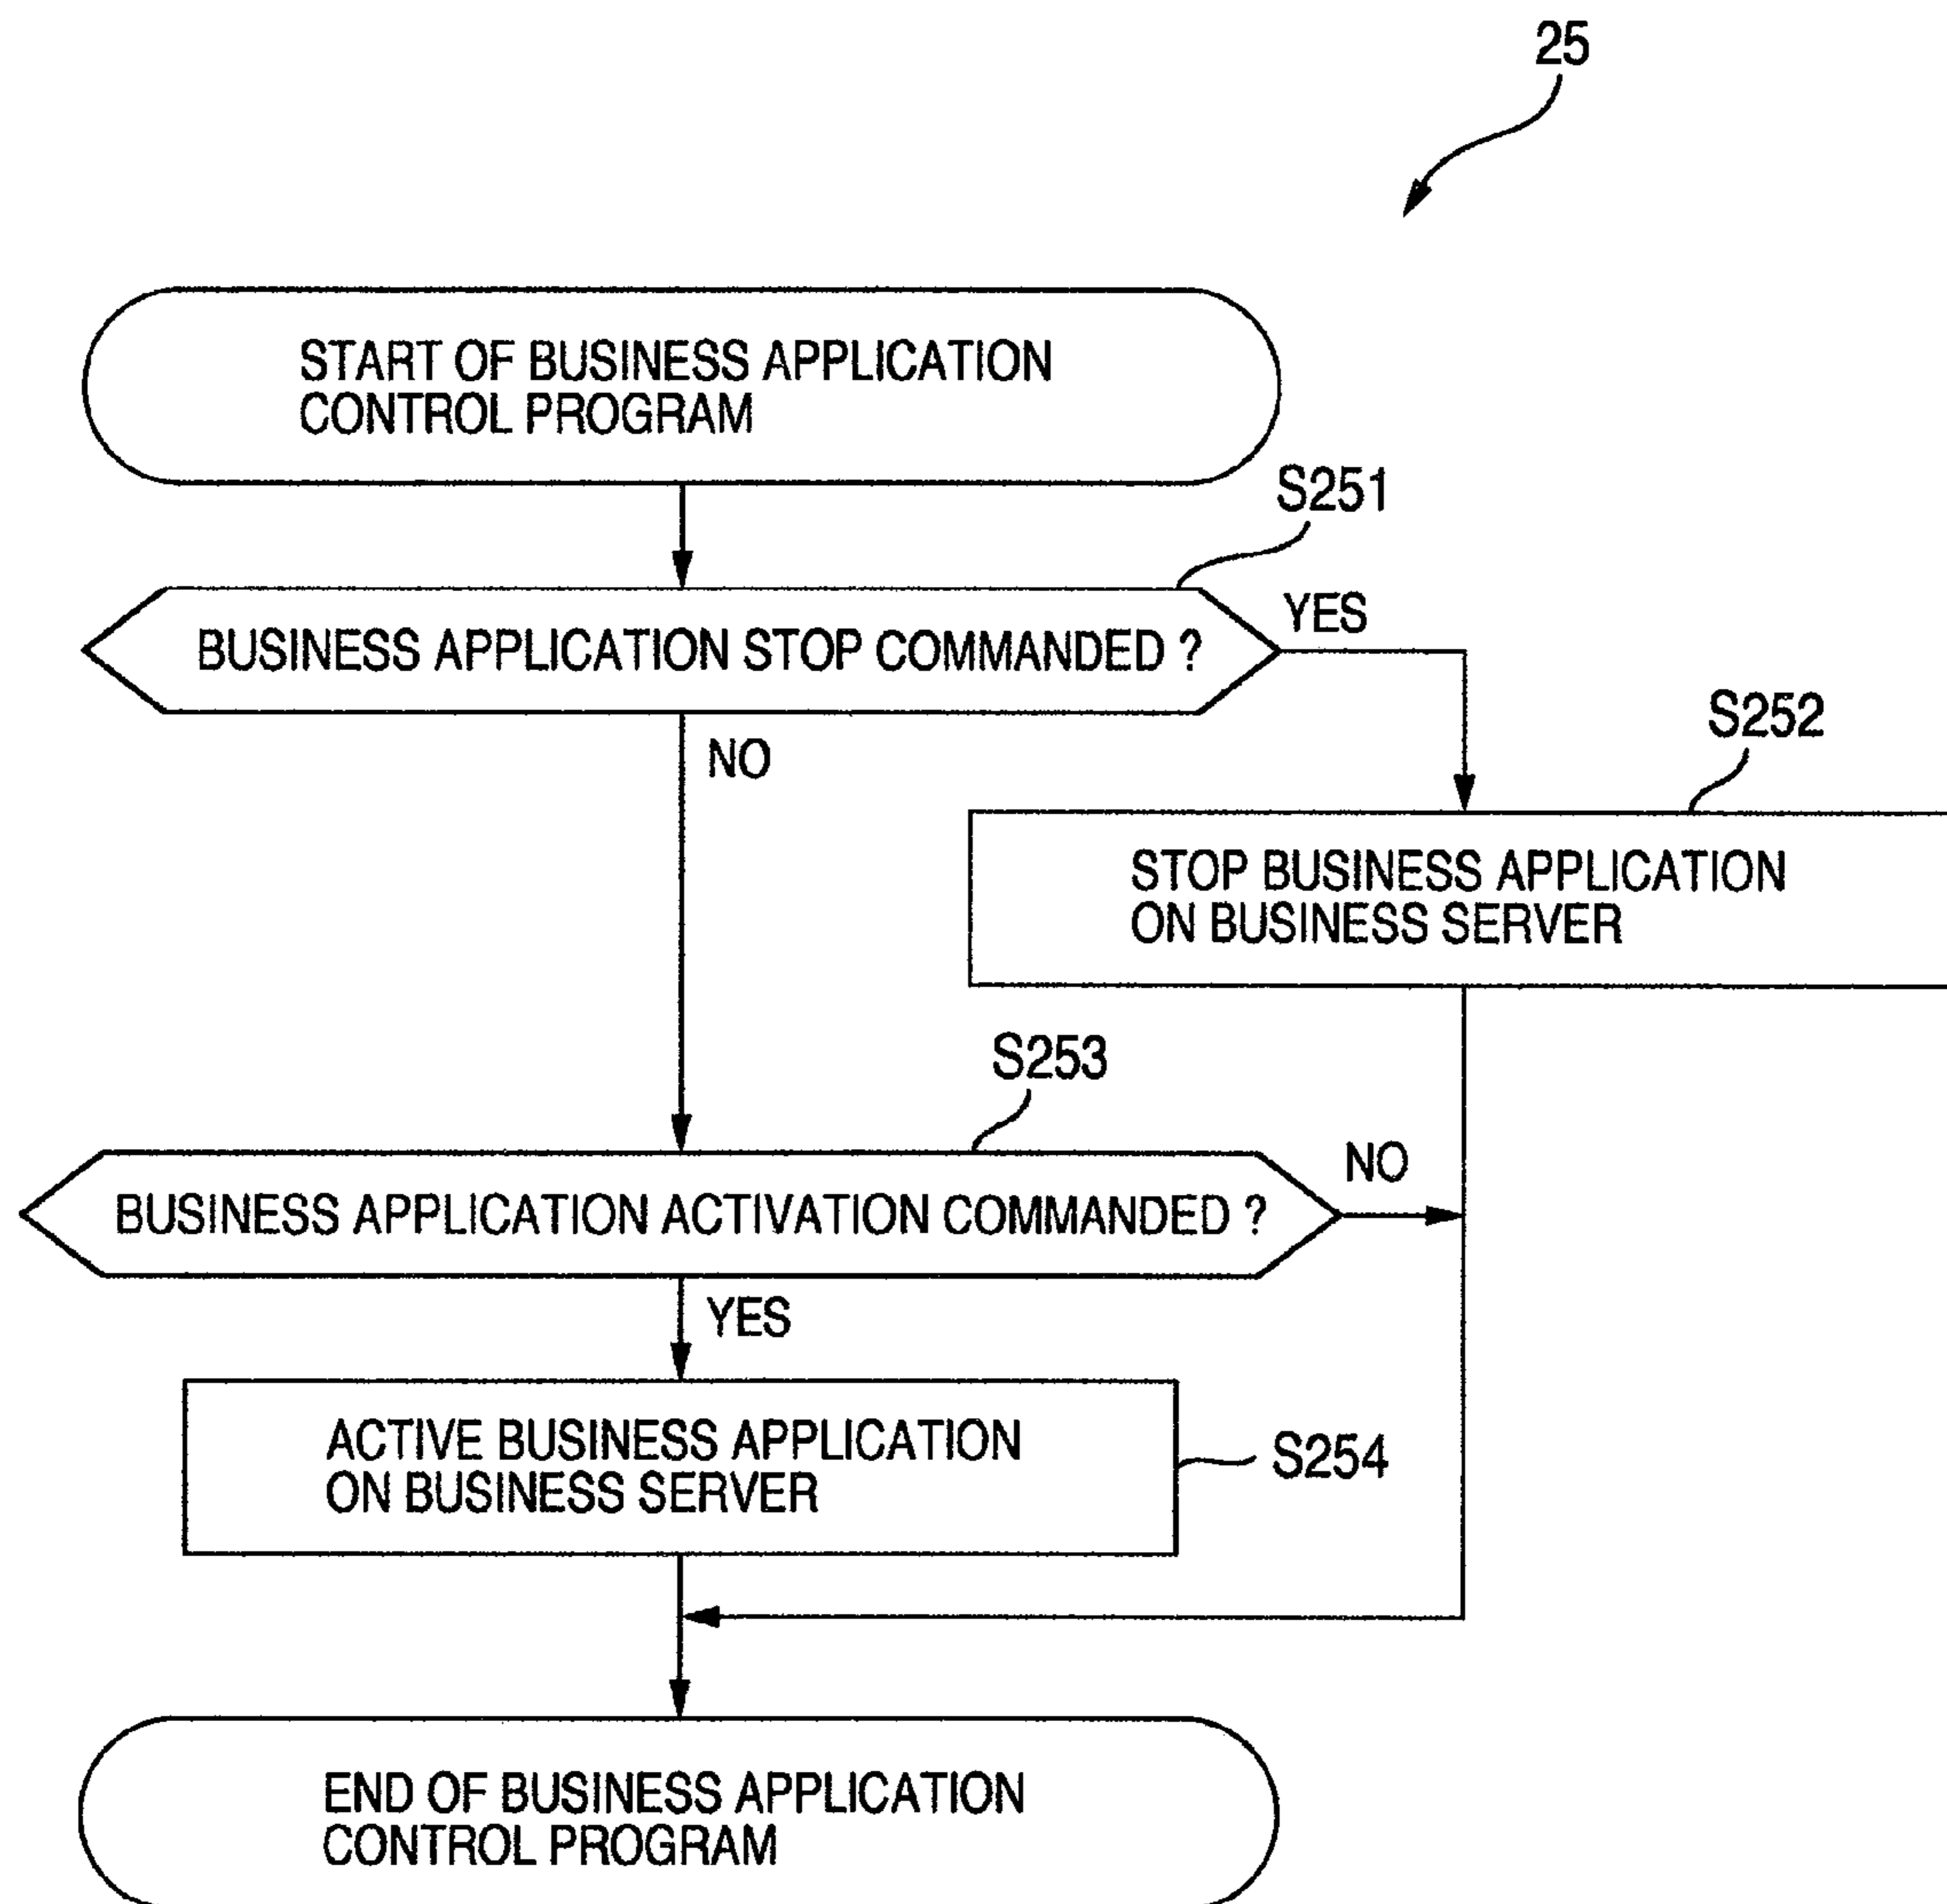 25
START OF BUSINESS APPLICATION
CONTROL PROGRAM
S251
BUSINESS APPLICATION STOP COMMANDED ?
YES
NO
S252
STOP BUSINESS APPLICATION
ON BUSINESS SERVER
S253
BUSINESS APPLICATION ACTIVATION COMMANDED ?
NO
YES
ACTIVE BUSINESS APPLICATION
ON BUSINESS SERVER
S254
END OF BUSINESS APPLICATION
CONTROL PROGRAM